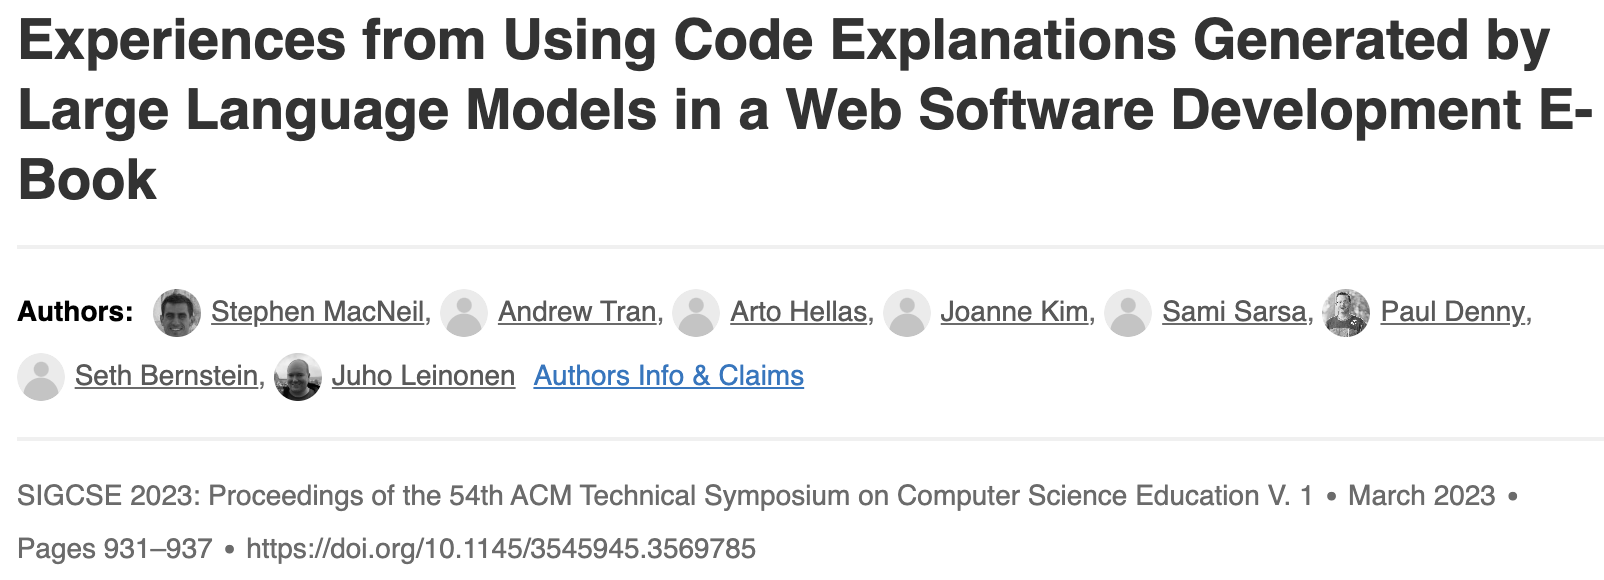 Experiences from Using Code Explanations Generated by
Large Language Models in a Web Software Development E-
Book
Authors: Stephen MacNeil, Andrew Tran, Arto Hellas, Joanne Kim, Sami Sarsa, Paul Denny,
Seth Bernstein, Juho Leinonen Authors Info & Claims
SIGCSE 2023: Proceedings of the 54th ACM Technical Symposium on Computer Science Education V. 1 • March 2023 •
Pages 931–937 • https://doi.org/10.1145/3545945.3569785